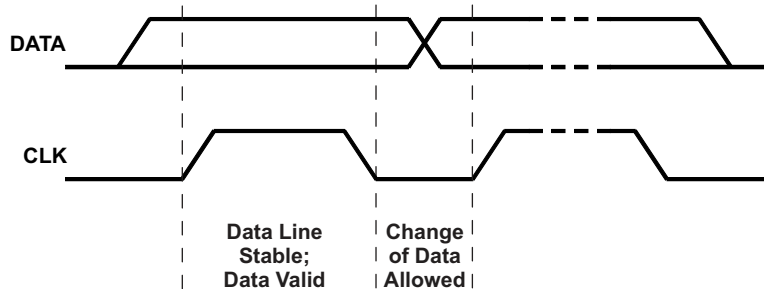 DATA
CLK
Data Line
Stable;
Data Valid
Change
of Data
Allowed